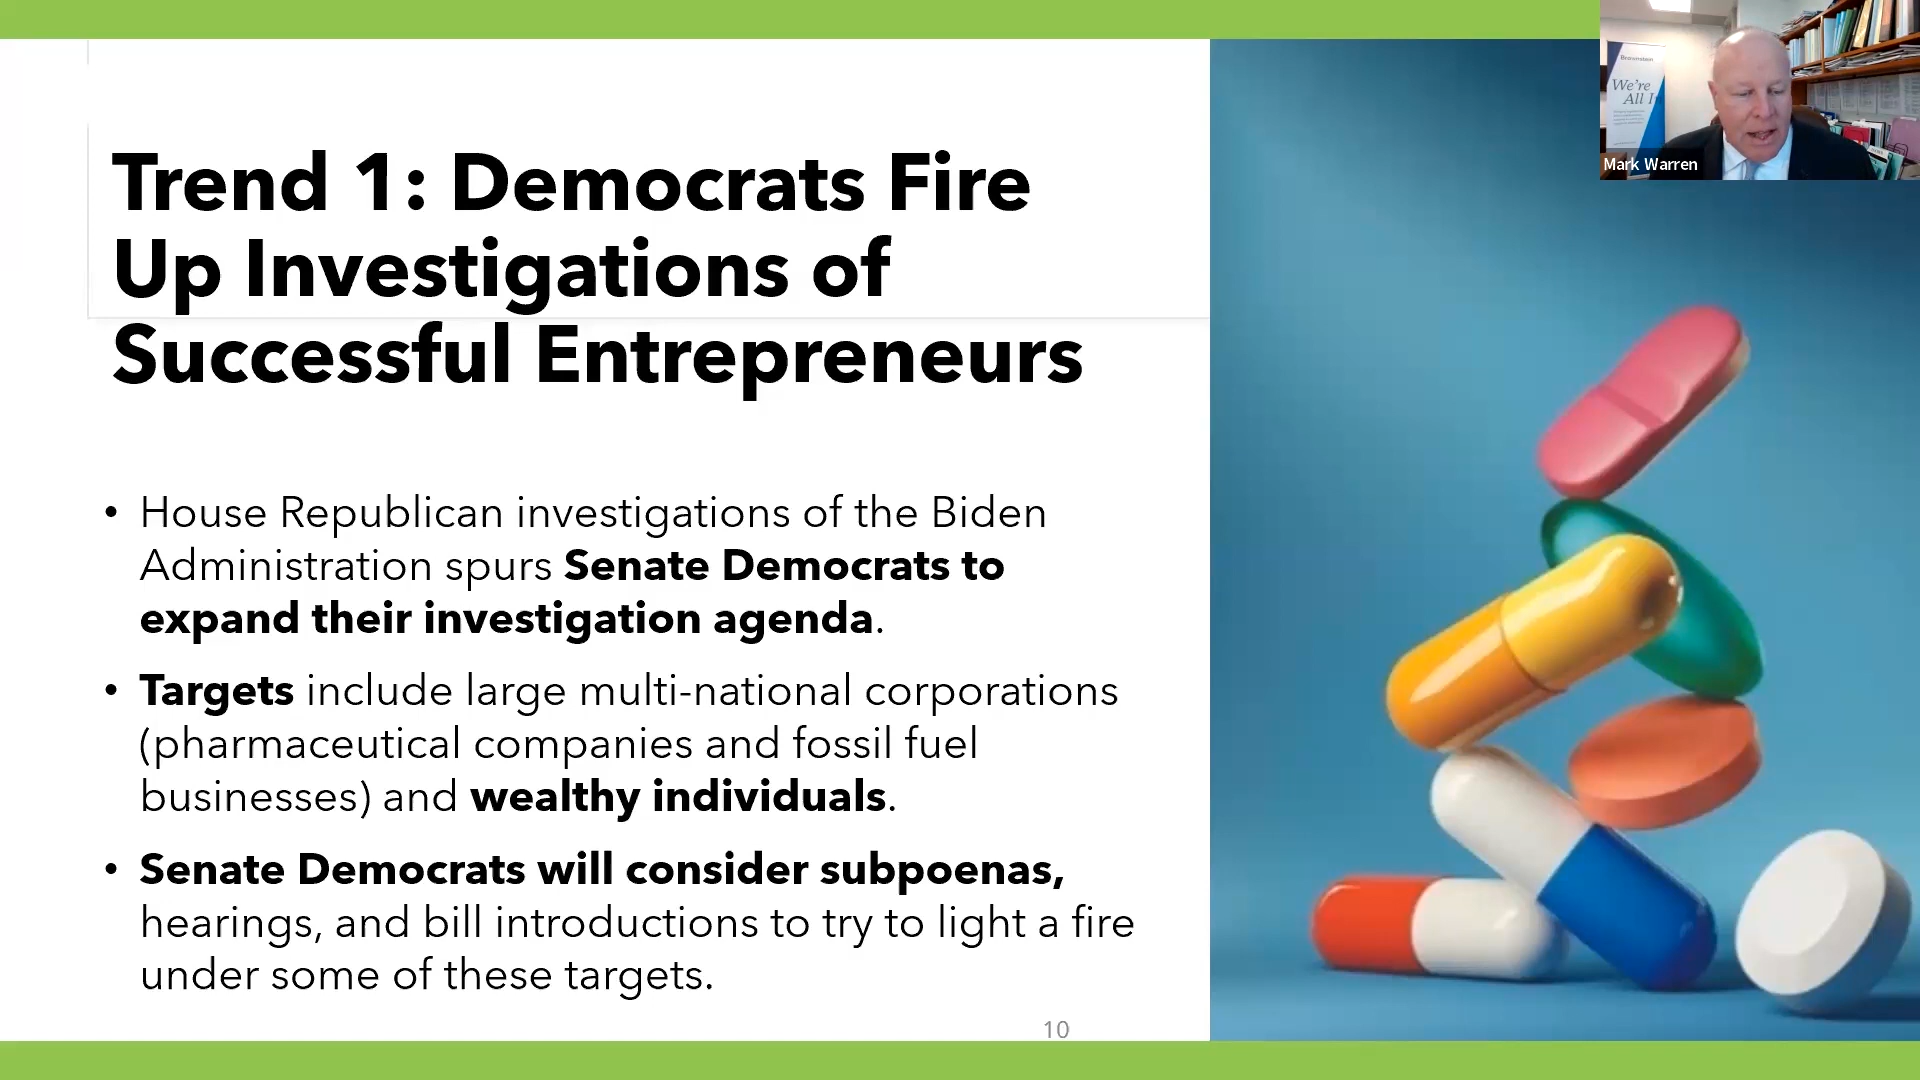 Trend 1: Democrats Fire
Up Investigations of
Successful Entrepreneurs
• House Republican investigations of the Biden
Administration spurs Senate Democrats to
expand their investigation agenda.
• Targets include large multi-national corporations
(pharmaceutical companies and fossil fuel
businesses) and wealthy individuals.
• Senate Democrats will consider subpoenas,
hearings, and bill introductions to try to light a fire
under some of these targets.
10
Brownstein
We're
All I
Mark Warren